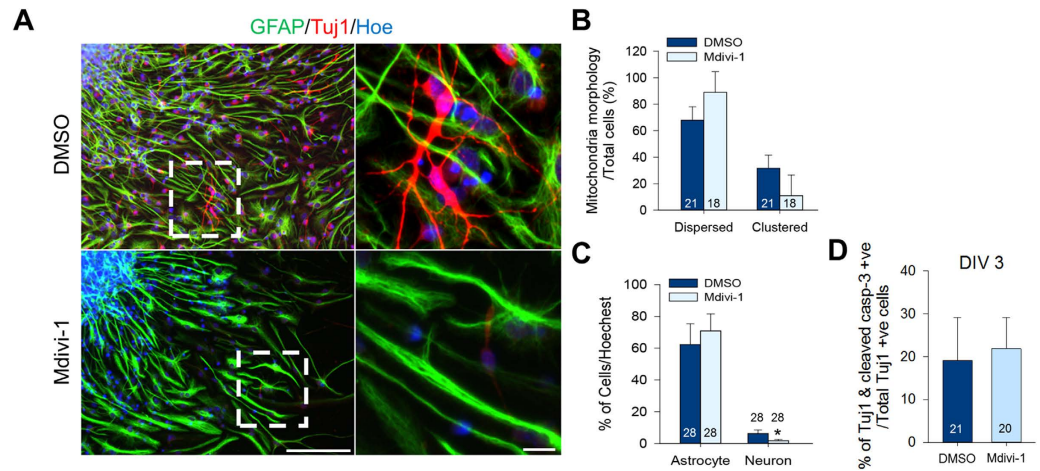 A
GFAP/Tuj1/Hoe
DMSO
Mdivi-1
B
DMSO
Mdivi-1
Mitochondria morphology
/Total cells (%)
120
100
80
60
40
20
0
21
18
21
18
Dispersed
Clustered
C
DMSO
Mdivi-1
% of Cells/Hoechest
100
80
60
40
20
0
28
28
28
28
*
Astrocyte
Neuron
D
DIV 3
% of Tuj1 & cleaved casp-3 +ve
/Total Tuj1 +ve cells
40
30
20
10
0
21
20
DMSO
Mdivi-1